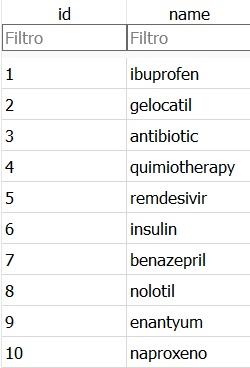 id name
Filtro Filtro
1 ibuprofen
2 gelocatil
3 antibiotic
4 quimiotherapy
5 remdesivir
6 insulin
7 benazepril
8 nolotil
9 enantyum
10 naproxeno